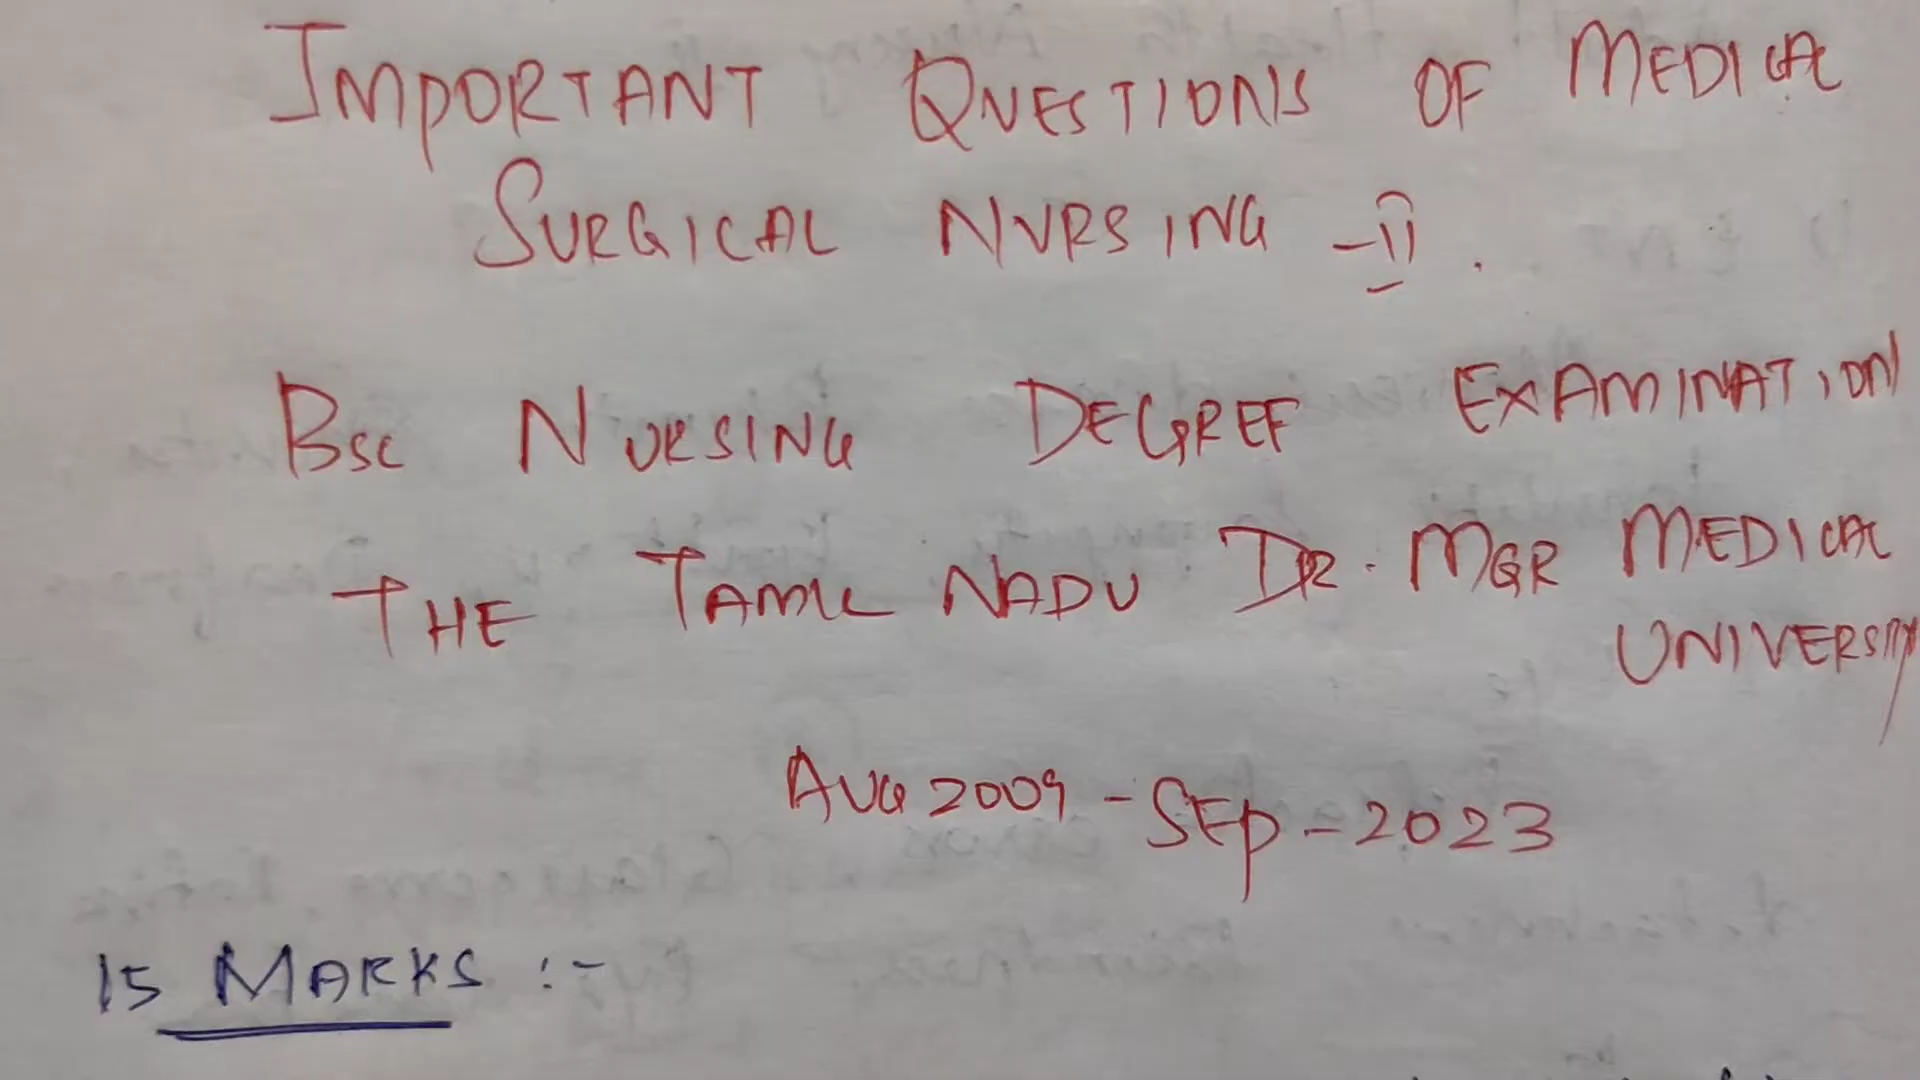 IMPORTANT QUESTIONS OF MEDICAL
SURGICAL NURSING - II.
BSC NURSING DEGREE EXAMINATION
THE TAMIL NADU DR. MGR MEDICAL
UNIVERSITY
AUG 2009 - SEP - 2023
15 MARKS :-